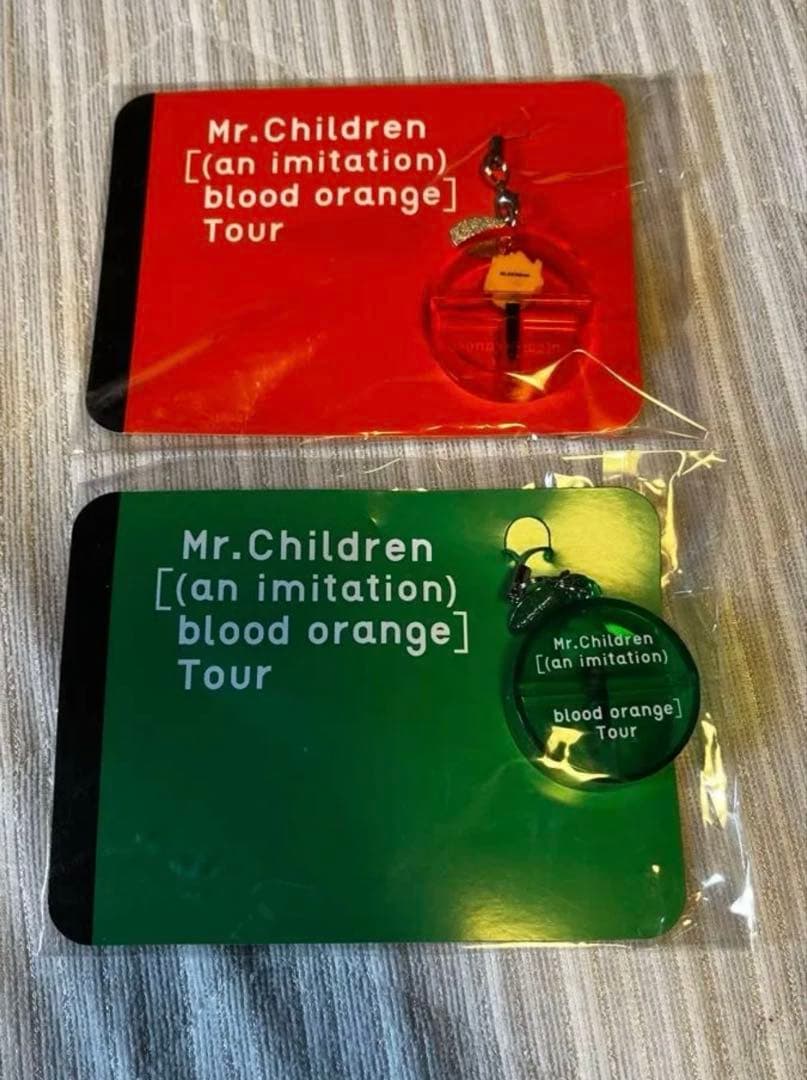 Mr.Children
[(an imitation)
blood orange]
Tour
Mr.Children
[(an imitation)
blood orange]
Tour
Mr.Children
[(an imitation)
blood orange]
Tour